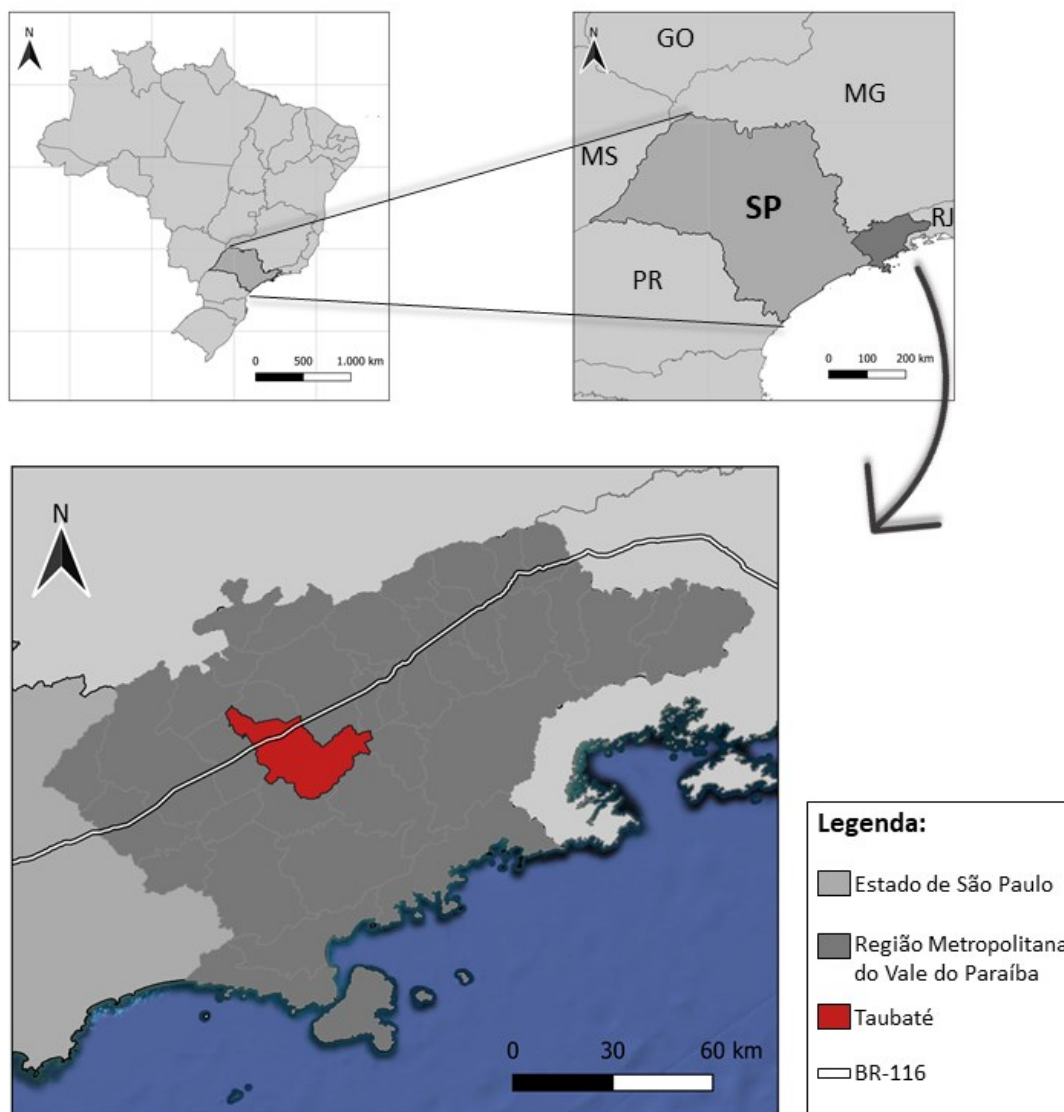 N
0 500 1.000 km
N
GO
MG
MS
SP
RJ
PR
0 100 200 km
N
0 30 60 km
Legenda:
Estado de São Paulo
Região Metropolitana
do Vale do Paraíba
Taubaté
BR-116